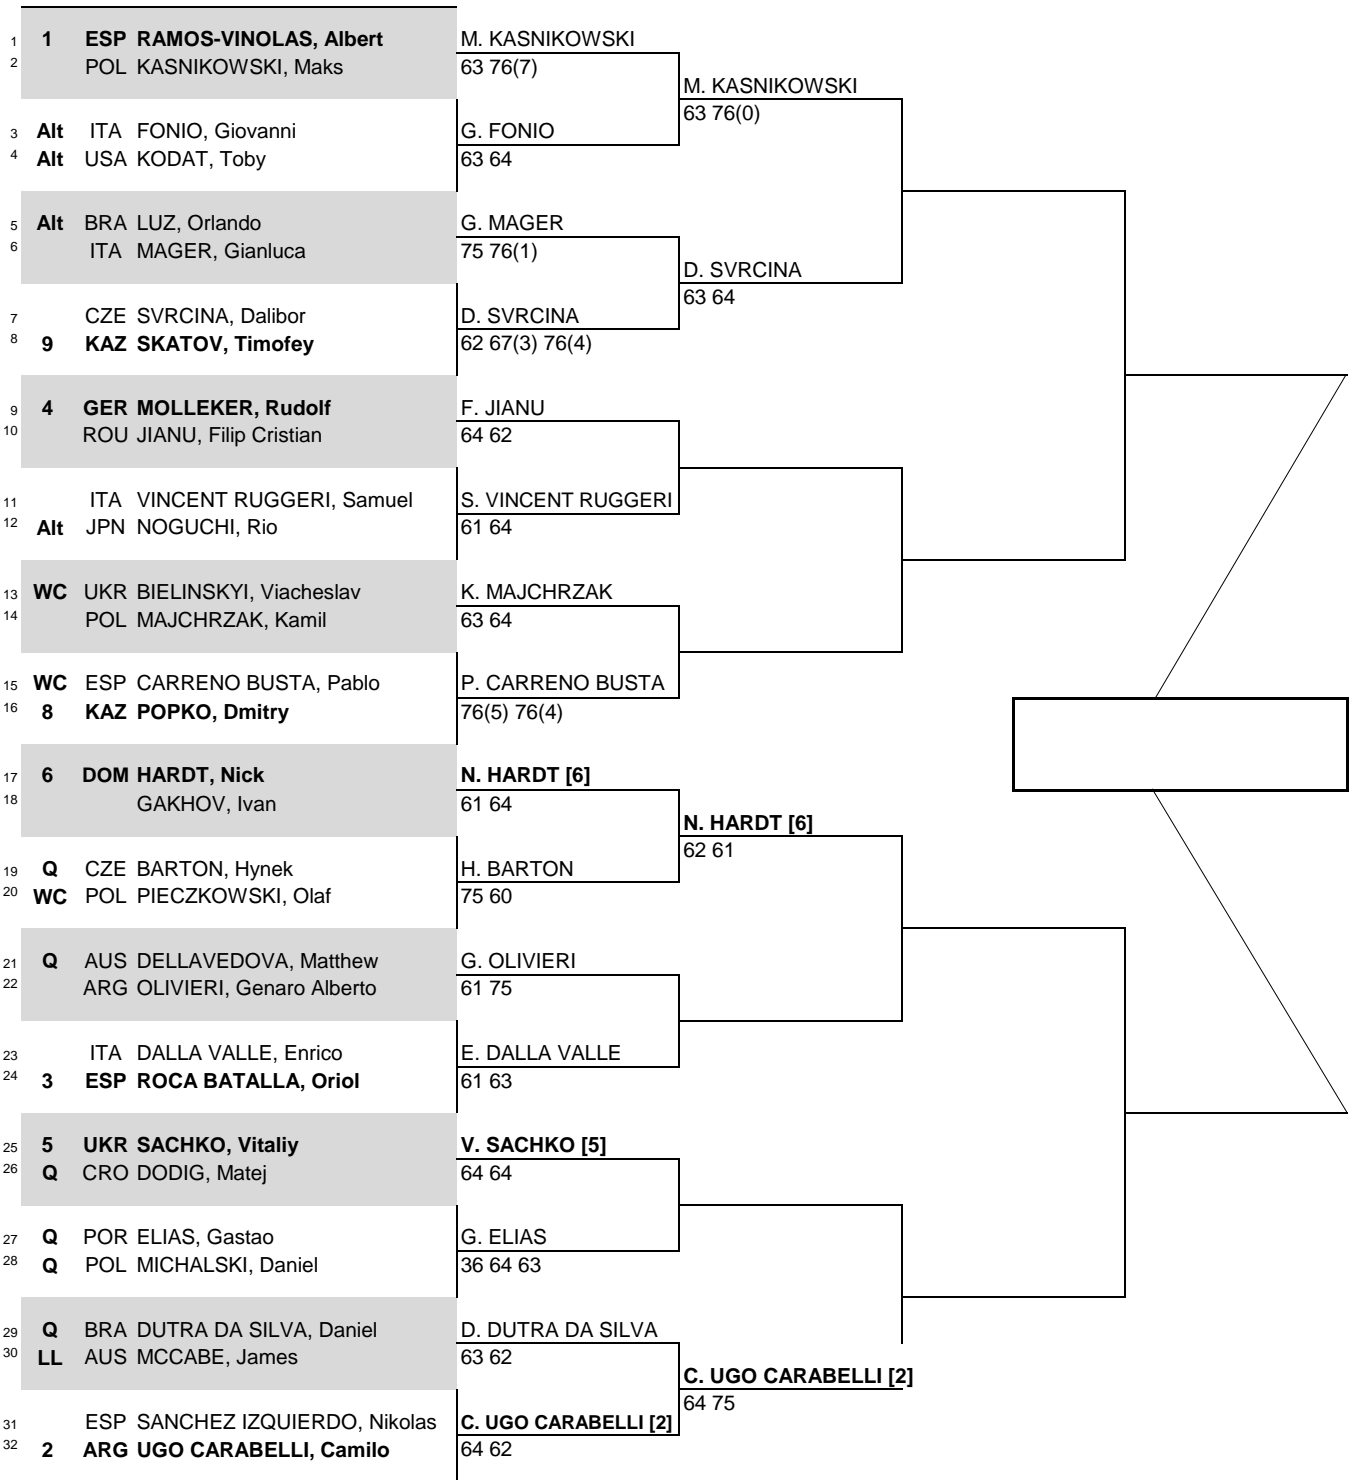 1 1 ESP RAMOS-VINOLAS, Albert M. KASNIKOWSKI
2 POL KASNIKOWSKI, Maks 63 76(7)
M. KASNIKOWSKI
63 76(0)
3 Alt ITA FONIO, Giovanni G. FONIO
4 Alt USA KODAT, Toby 63 64
5 Alt BRA LUZ, Orlando G. MAGER
6 ITA MAGER, Gianluca 75 76(1)
D. SVRCINA
63 64
7 CZE SVRCINA, Dalibor D. SVRCINA
8 9 KAZ SKATOV, Timofey 62 67(3) 76(4)
9 4 GER MOLLEKER, Rudolf F. JIANU
10 ROU JIANU, Filip Cristian 64 62
11 ITA VINCENT RUGGERI, Samuel S. VINCENT RUGGERI
12 Alt JPN NOGUCHI, Rio 61 64
13 WC UKR BIELINSKYI, Viacheslav K. MAJCHRZAK
14 POL MAJCHRZAK, Kamil 63 64
15 WC ESP CARRENO BUSTA, Pablo P. CARRENO BUSTA
16 8 KAZ POPKO, Dmitry 76(5) 76(4)
17 6 DOM HARDT, Nick N. HARDT [6]
18 GAKHOV, Ivan 61 64
N. HARDT [6]
62 61
19 Q CZE BARTON, Hynek H. BARTON
20 WC POL PIECZKOWSKI, Olaf 75 60
21 Q AUS DELLAVEDOVA, Matthew G. OLIVIERI
22 ARG OLIVIERI, Genaro Alberto 61 75
23 ITA DALLA VALLE, Enrico E. DALLA VALLE
24 3 ESP ROCA BATALLA, Oriol 61 63
25 5 UKR SACHKO, Vitaliy V. SACHKO [5]
26 Q CRO DODIG, Matej 64 64
27 Q POR ELIAS, Gastao G. ELIAS
28 Q POL MICHALSKI, Daniel 36 64 63
29 Q BRA DUTRA DA SILVA, Daniel D. DUTRA DA SILVA
30 LL AUS MCCABE, James 63 62
C. UGO CARABELLI [2]
64 75
31 ESP SANCHEZ IZQUIERDO, Nikolas C. UGO CARABELLI [2]
32 2 ARG UGO CARABELLI, Camilo 64 62